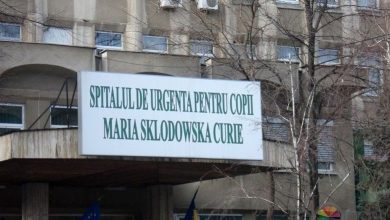 SPITALUL DE URGENTA PENTRU COPII
MARIA SKLODOWSKA CURIE